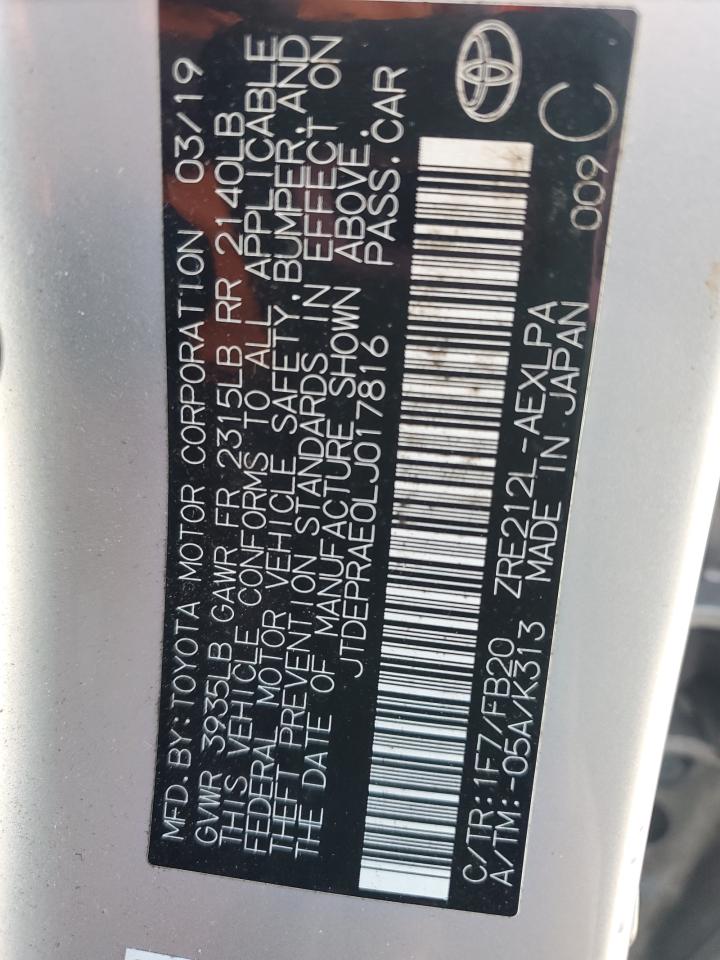 MFD.BY:TOYOTA MOTOR CORPORATION 03/19
GVWR 3935LB GAWR FR 2315LB RR 2140LB
THIS VEHICLE CONFORMS TO ALL APPLICABLE
FEDERAL MOTOR VEHICLE SAFETY,BUMPER,AND
THEFT PREVENTION STANDARDS IN EFFECT ON
THE DATE OF MANUFACTURE SHOWN ABOVE.
JTDEPRAE0LJ017816 PASS.CAR
C/TR:1F7/FB20 ZRE212L-AEXLPA 009 C
A/TM:-05A/K313 MADE IN JAPAN